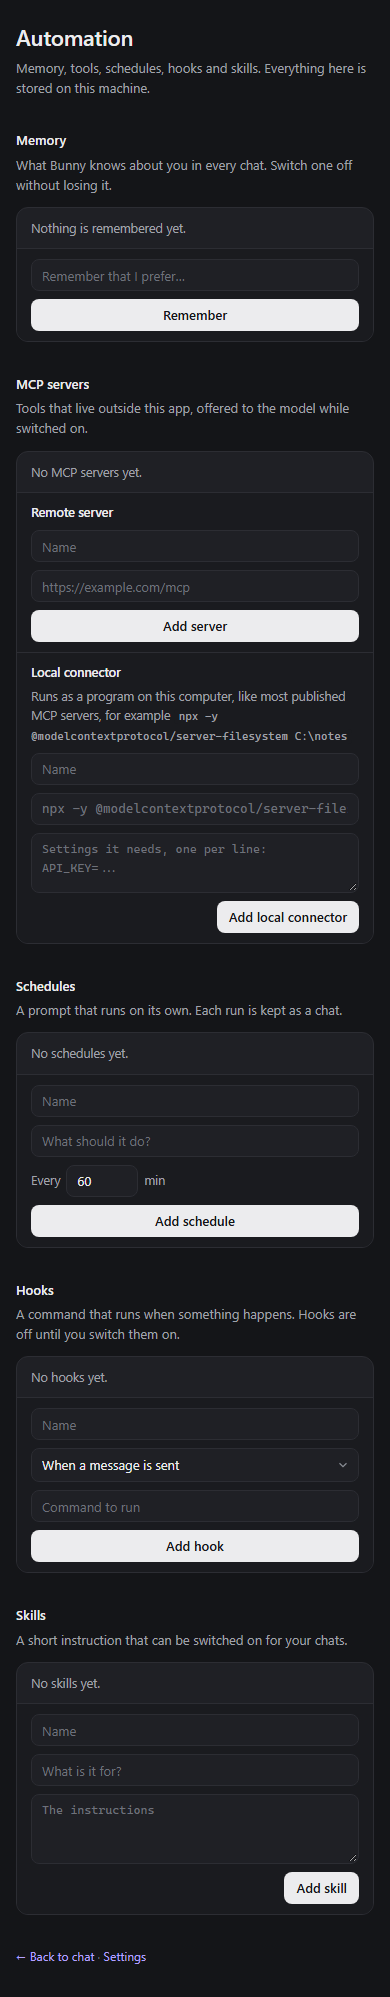 Automation
Memory, tools, schedules, hooks and skills. Everything here is
stored on this machine.
Memory
What Bunny knows about you in every chat. Switch one off
without losing it.
Nothing is remembered yet.
Remember that I prefer...
Remember
MCP servers
Tools that live outside this app, offered to the model while
switched on.
No MCP servers yet.
Remote server
Name
https://example.com/mcp
Add server
Local connector
Runs as a program on this computer, like most published
MCP servers, for example npx -y
@modelcontextprotocol/server-filesystem C:\notes
Name
npx -y @modelcontextprotocol/server-file
Settings it needs, one per line:
API_KEY=...
Add local connector
Schedules
A prompt that runs on its own. Each run is kept as a chat.
No schedules yet.
Name
What should it do?
Every 60 min
Add schedule
Hooks
A command that runs when something happens. Hooks are
off until you switch them on.
No hooks yet.
Name
When a message is sent
Command to run
Add hook
Skills
A short instruction that can be switched on for your chats.
No skills yet.
Name
What is it for?
The instructions
Add skill
← Back to chat · Settings